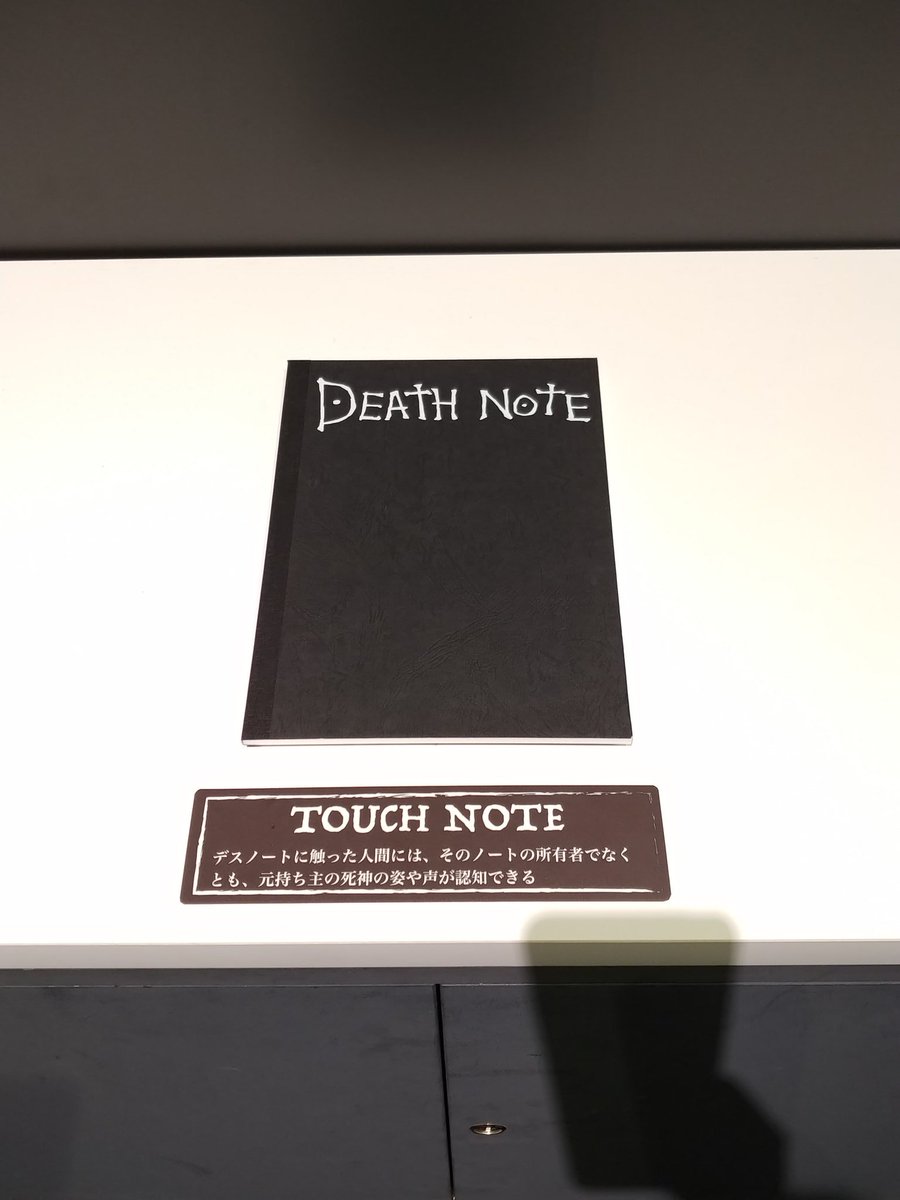 DEATH NOTE
TOUCH NOTE
デスノートに触った人間には、そのノートの所有者でなく
とも、元持ち主の死神の姿や声が認知できる